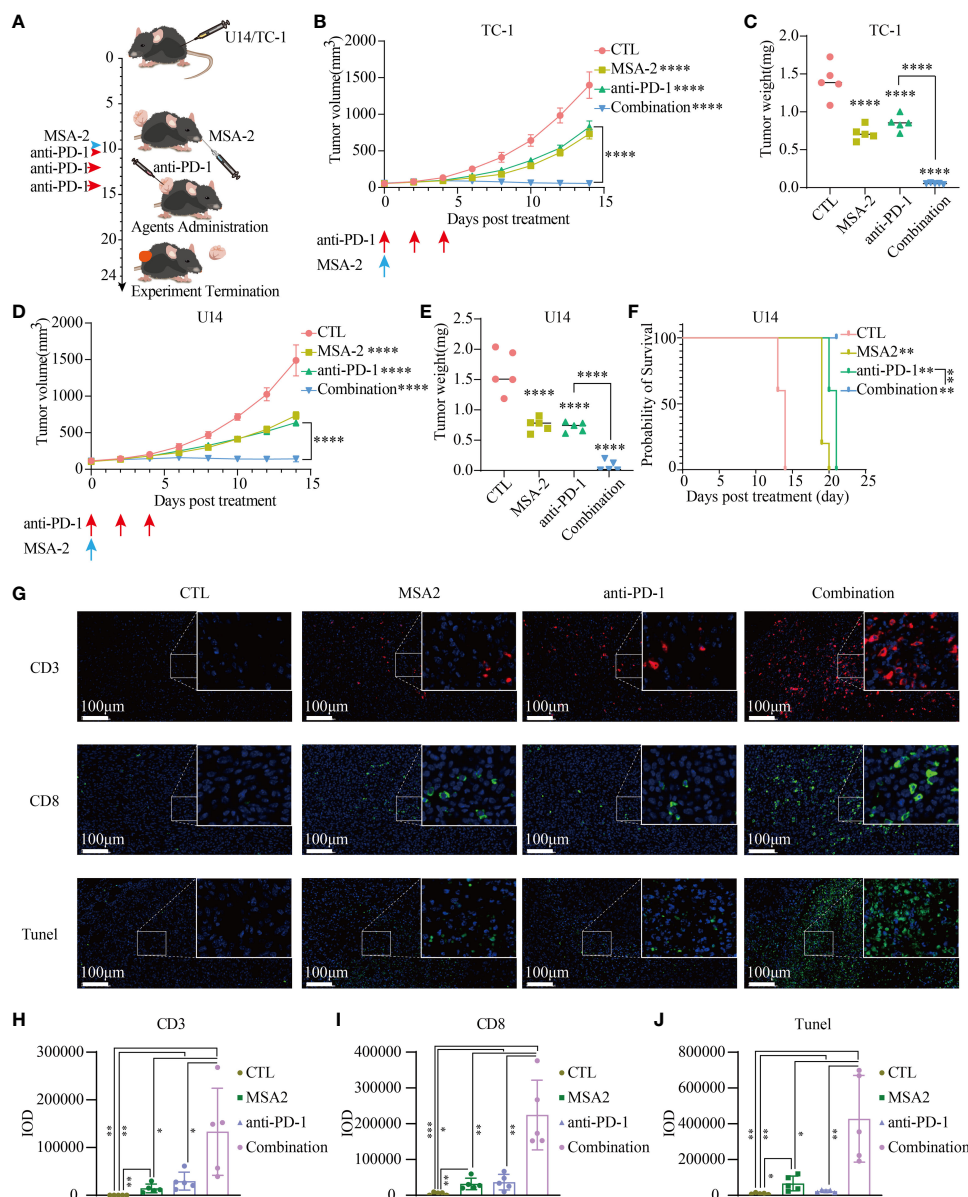 A
U14/TC-1
0
5
MSA-2
10
anti-PD-1
anti-PD-1
anti-PD-1
15
20
24
MSA-2
anti-PD-1
Agents Administration
Experiment Termination
B
TC-1
Tumor volume(mm³)
2000
1500
1000
500
0
0
5
10
15
Days post treatment
CTL
MSA-2****
anti-PD-1****
Combination****
****
anti-PD-1
MSA-2
C
TC-1
Tumor weight(mg)
2.0
1.5
1.0
0.5
0.0
****
****
****
****
CTL
MSA-2
anti-PD-1
Combination
D
U14
Tumor volume(mm³)
2000
1500
1000
500
0
0
5
10
15
Days post treatment
CTL
MSA-2****
anti-PD-1****
Combination****
****
anti-PD-1
MSA-2
E
U14
Tumor weight(mg)
2.5
2.0
1.5
1.0
0.5
0.0
****
****
****
****
CTL
MSA-2
anti-PD-1
Combination
F
U14
Probability of Survival
100
50
0
0
5
10
15
20
25
Days post treatment (day)
CTL
MSA2**
anti-PD-1**
Combination**
**
G
CTL
MSA2
anti-PD-1
Combination
CD3
100μm
100μm
100μm
100μm
CD8
100μm
100μm
100μm
100μm
Tunel
100μm
100μm
100μm
100μm
H
CD3
IOD
300000
200000
100000
0
**
**
**
*
*
CTL
MSA2
anti-PD-1
Combination
I
CD8
IOD
400000
300000
200000
100000
0
***
*
**
**
**
CTL
MSA2
anti-PD-1
Combination
J
Tunel
IOD
800000
600000
400000
200000
0
**
**
*
*
**
CTL
MSA2
anti-PD-1
Combination